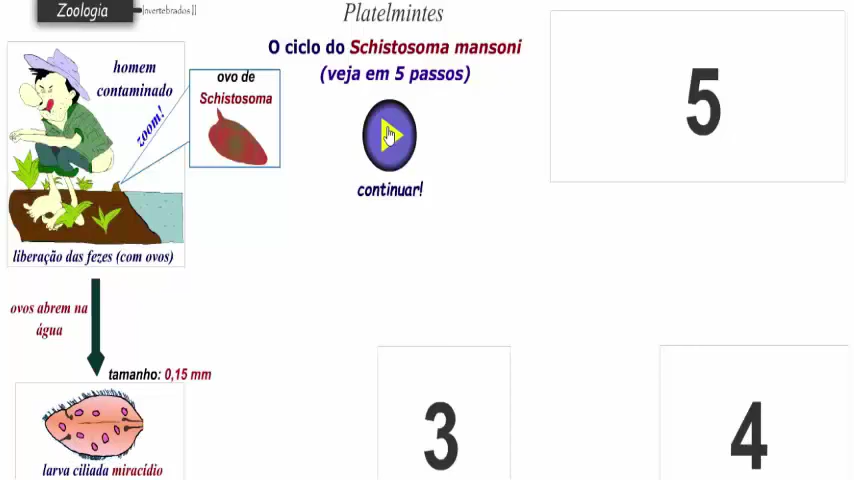 Zoologia
Invertebrados ]]
Platelmintes
O ciclo do Schistosoma mansoni
(veja em 5 passos)
continuar!
homem
contaminado
zoom!
ovo de
Schistosoma
liberação das fezes (com ovos)
ovos abrem na
água
tamanho: 0,15 mm
larva ciliada miracídio
5
3
4